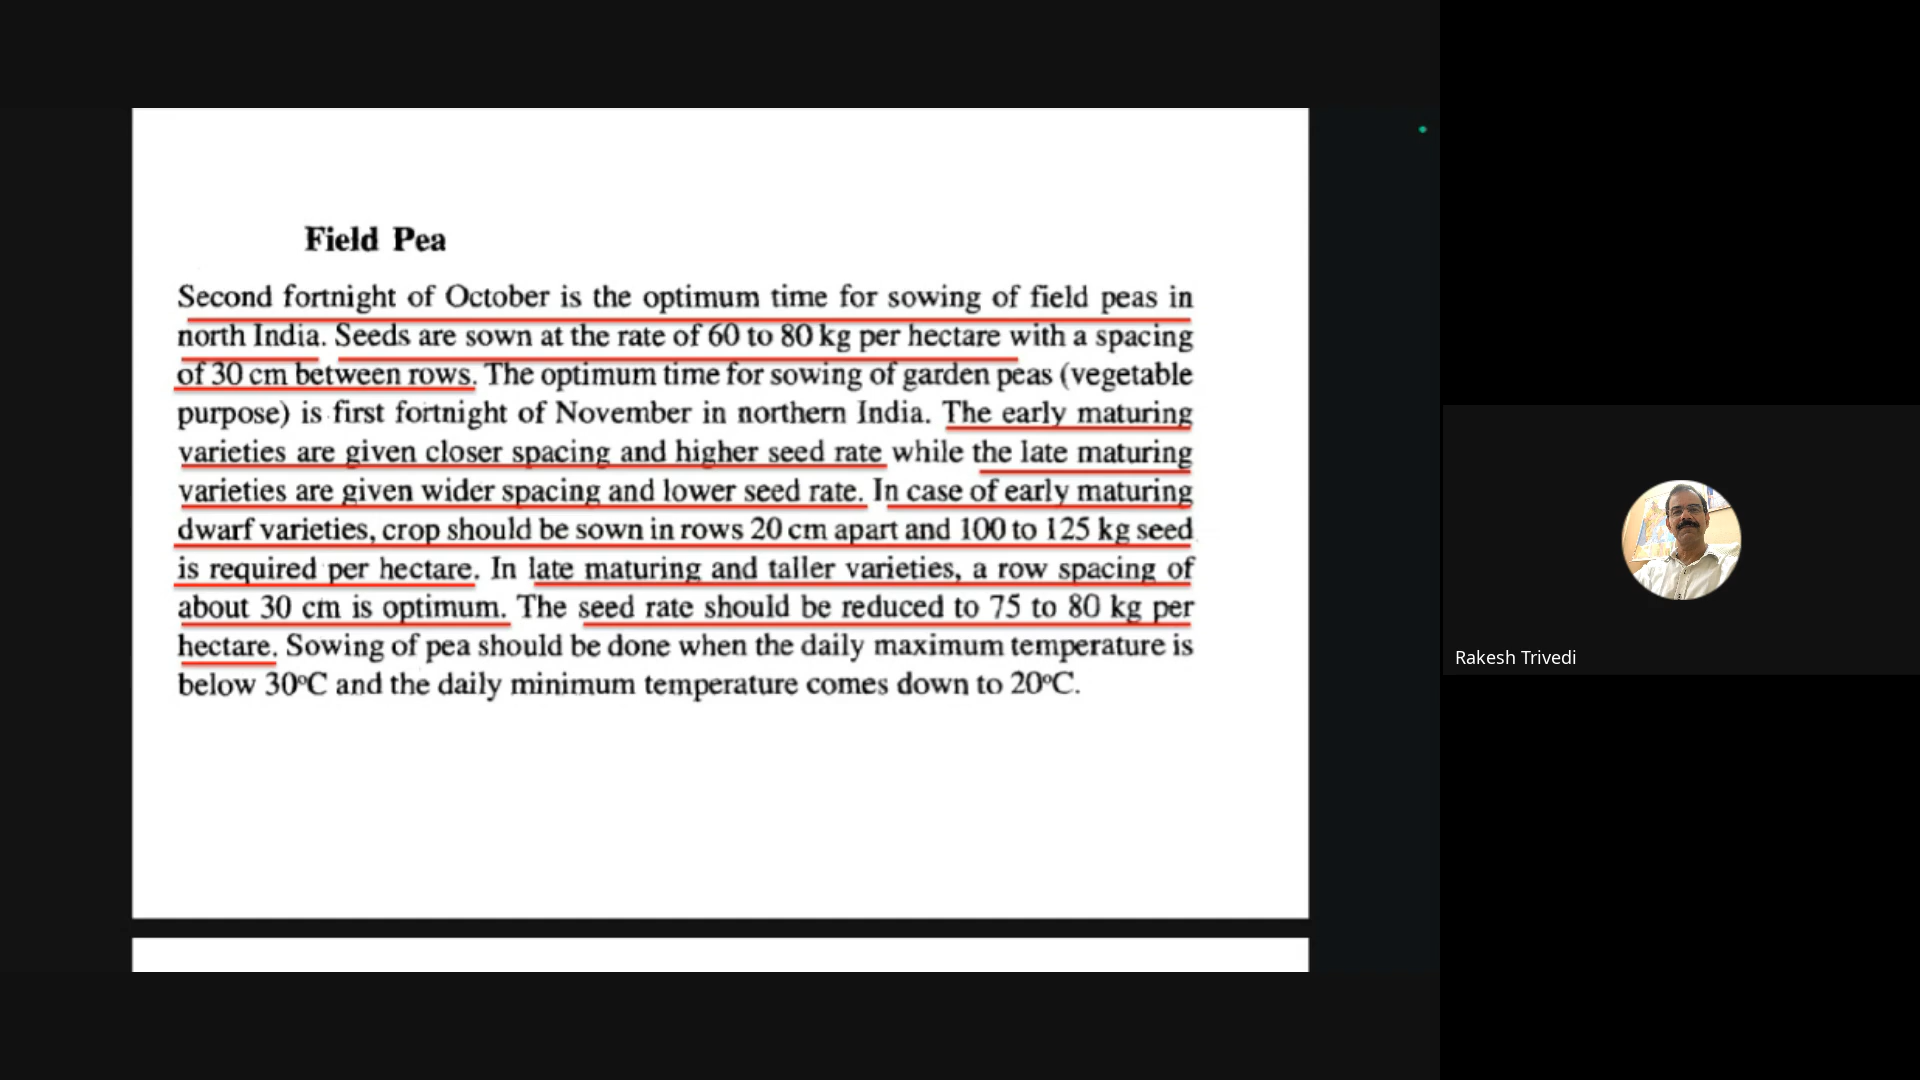 Field Pea
Second fortnight of October is the optimum time for sowing of field peas in
north India. Seeds are sown at the rate of 60 to 80 kg per hectare with a spacing
of 30 cm between rows. The optimum time for sowing of garden peas (vegetable
purpose) is first fortnight of November in northern India. The early maturing
varieties are given closer spacing and higher seed rate while the late maturing
varieties are given wider spacing and lower seed rate. In case of early maturing
dwarf varieties, crop should be sown in rows 20 cm apart and 100 to 125 kg seed
is required per hectare. In late maturing and taller varieties, a row spacing of
about 30 cm is optimum. The seed rate should be reduced to 75 to 80 kg per
hectare. Sowing of pea should be done when the daily maximum temperature is
below 30ºC and the daily minimum temperature comes down to 20ºC.
Rakesh Trivedi